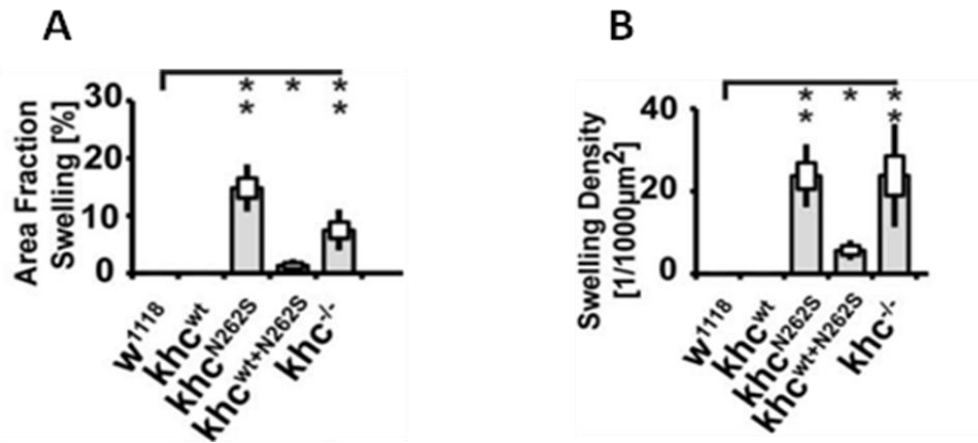 A
Area Fraction
Swelling [%]
30
20
10
0
* * *
* *
w1118
khcwt
khcN262S
khcwt+N262S
khc-/-
B
Swelling Density
[1/1000µm2]
40
20
0
* * *
* *
w1118
khcwt
khcN262S
khcwt+N262S
khc-/-